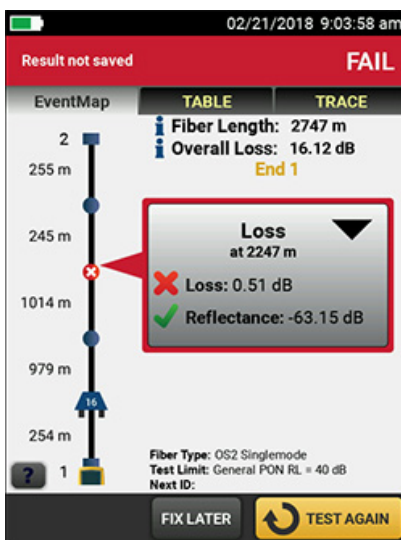 02/21/2018 9:03:58 am
Result not saved
FAIL
EventMap
TABLE
TRACE
Fiber Length: 2747 m
Overall Loss: 16.12 dB
End 1
2
255 m
245 m
1014 m
979 m
16
254 m
1
Loss
at 2247 m
Loss: 0.51 dB
Reflectance: -63.15 dB
Fiber Type: OS2 Singlemode
Test Limit: General PON RL = 40 dB
Next ID:
?
FIX LATER
TEST AGAIN